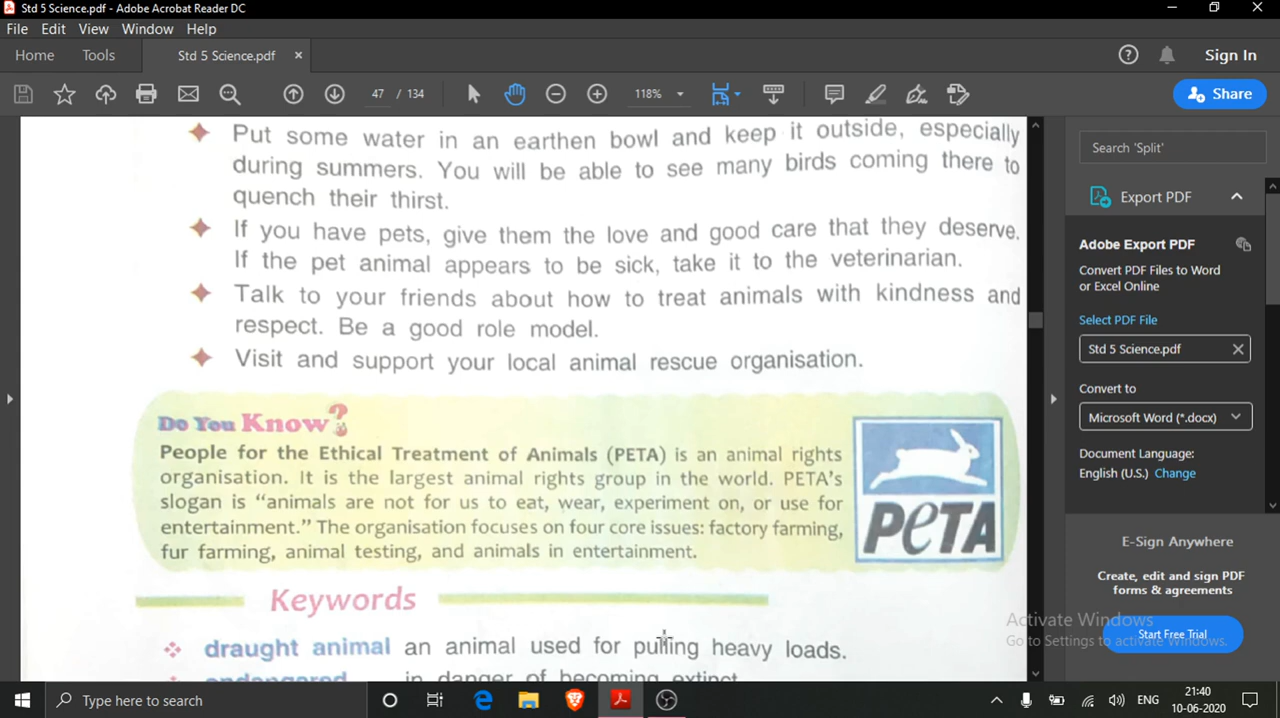 Std 5 Science.pdf - Adobe Acrobat Reader DC
File Edit View Window Help
Home Tools Std 5 Science.pdf × Sign In
47 / 134 118% Share
Put some water in an earthen bowl and keep it outside, especially
during summers. You will be able to see many birds coming there to
quench their thirst.
If you have pets, give them the love and good care that they deserve.
If the pet animal appears to be sick, take it to the veterinarian.
Talk to your friends about how to treat animals with kindness and
respect. Be a good role model.
Visit and support your local animal rescue organisation.
Do You Know?
People for the Ethical Treatment of Animals (PETA) is an animal rights
organisation. It is the largest animal rights group in the world. PETA's
slogan is “animals are not for us to eat, wear, experiment on, or use for
entertainment.” The organisation focuses on four core issues: factory farming,
fur farming, animal testing, and animals in entertainment.
PeTA
Keywords
draught animal an animal used for pulling heavy loads.
endangered in danger of becoming extinct
Search 'Split'
Export PDF
Adobe Export PDF
Convert PDF Files to Word
or Excel Online
Select PDF File
Std 5 Science.pdf
Convert to
Microsoft Word (*.docx)
Document Language:
English (U.S.) Change
E-Sign Anywhere
Create, edit and sign PDF
forms & agreements
Start Free Trial
Activate Windows
Go to Settings to activate Windows.
Type here to search
ENG
21:40
10-06-2020